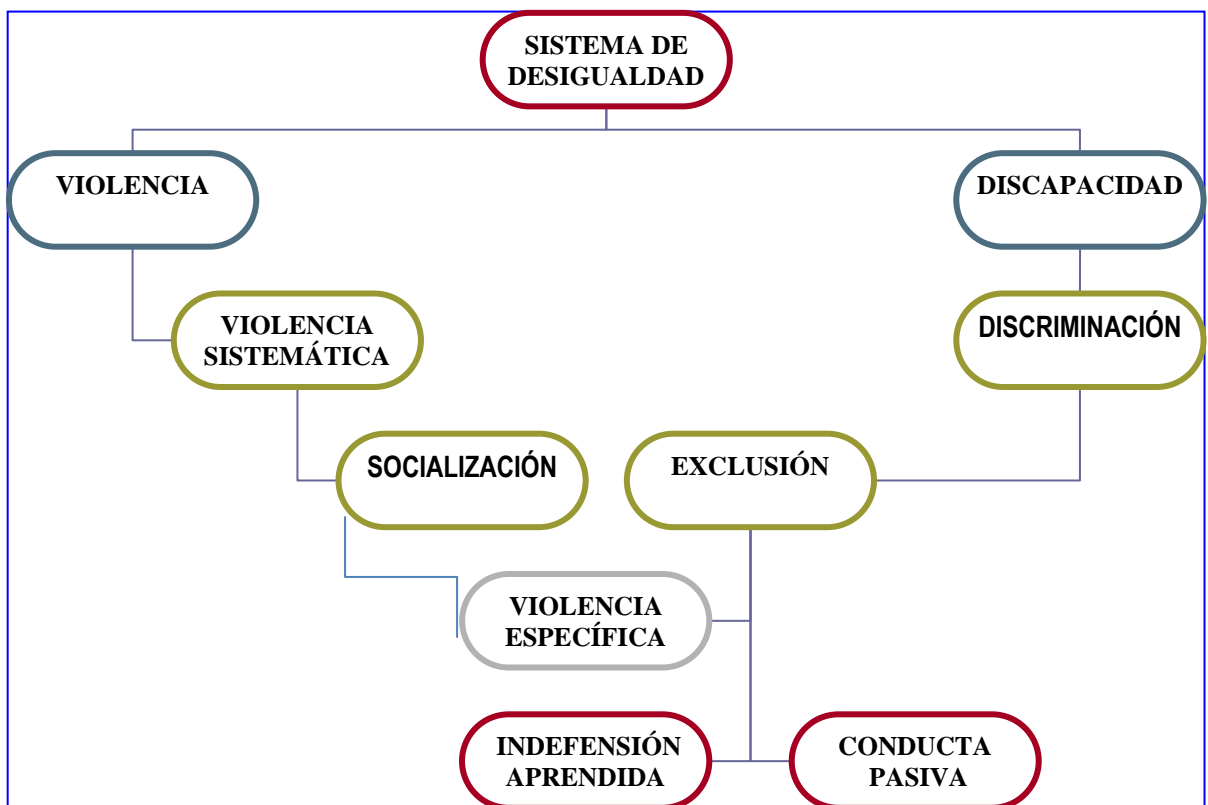 SISTEMA DE
DESIGUALDAD
VIOLENCIA
DISCAPACIDAD
VIOLENCIA
SISTEMÁTICA
DISCRIMINACIÓN
SOCIALIZACIÓN
EXCLUSIÓN
VIOLENCIA
ESPECÍFICA
INDEFENSIÓN
APRENDIDA
CONDUCTA
PASIVA